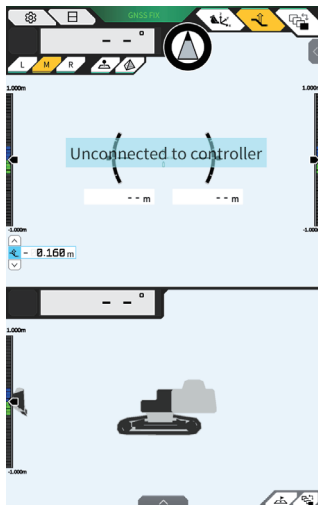 GNSS FIX
- - °
L M R
1.000m 1.000m
Unconnected to controller
- - m - - m
-1.000m -1.000m
- 0.160 m
- - °
1.000m
-1.000m